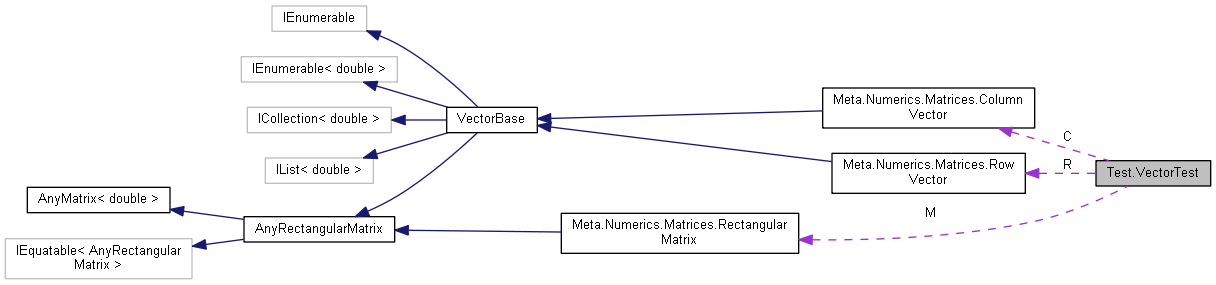 IEnumerable
IEnumerable< double >
ICollection< double >
IList< double >
AnyMatrix< double >
IEquatable< AnyRectangular
Matrix >
VectorBase
AnyRectangularMatrix
Meta.Numerics.Matrices.Column
Vector
Meta.Numerics.Matrices.Row
Vector
Meta.Numerics.Matrices.Rectangular
Matrix
C
R
M
Test.VectorTest